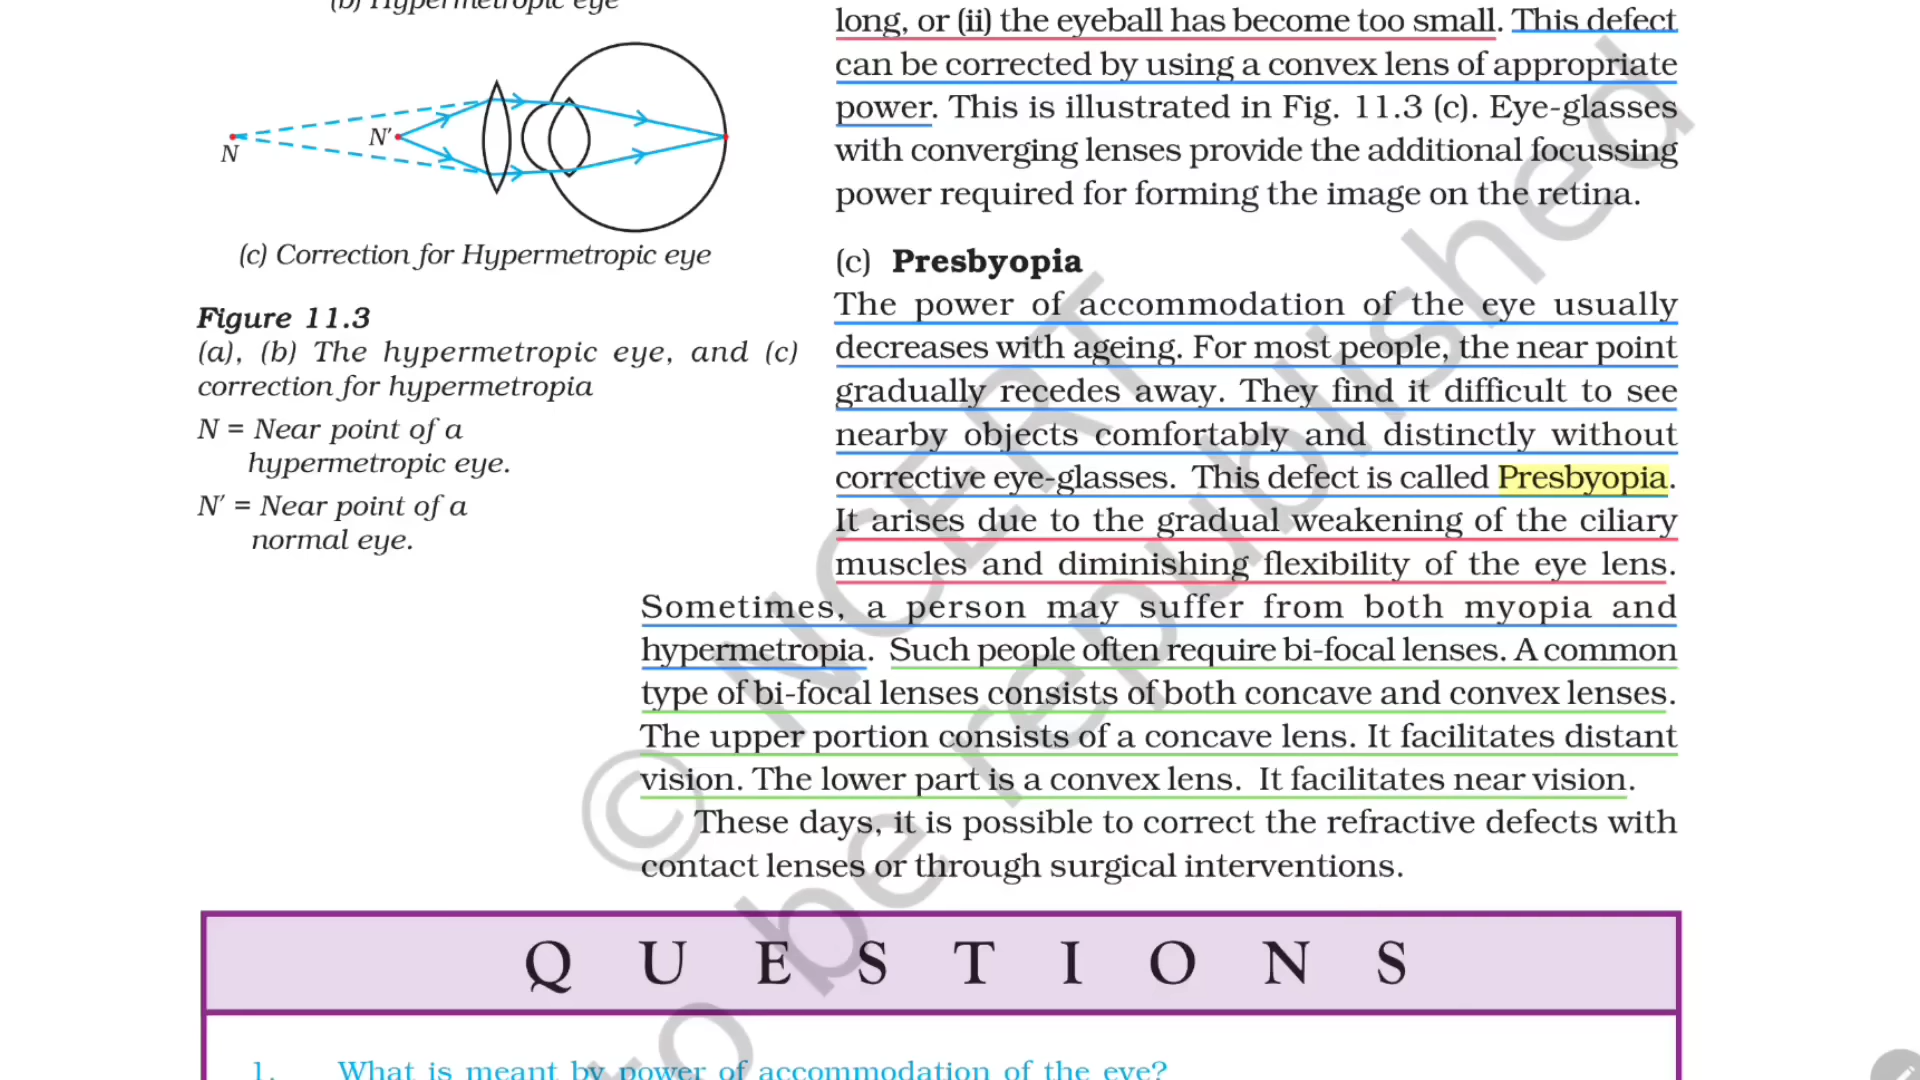 (b) Hypermetropic eye
N
N′
(c) Correction for Hypermetropic eye
Figure 11.3
(a), (b) The hypermetropic eye, and (c)
correction for hypermetropia
N = Near point of a
hypermetropic eye.
N′ = Near point of a
normal eye.
long, or (ii) the eyeball has become too small. This defect
can be corrected by using a convex lens of appropriate
power. This is illustrated in Fig. 11.3 (c). Eye-glasses
with converging lenses provide the additional focussing
power required for forming the image on the retina.
(c) Presbyopia
The power of accommodation of the eye usually
decreases with ageing. For most people, the near point
gradually recedes away. They find it difficult to see
nearby objects comfortably and distinctly without
corrective eye-glasses. This defect is called Presbyopia.
It arises due to the gradual weakening of the ciliary
muscles and diminishing flexibility of the eye lens.
Sometimes, a person may suffer from both myopia and
hypermetropia. Such people often require bi-focal lenses. A common
type of bi-focal lenses consists of both concave and convex lenses.
The upper portion consists of a concave lens. It facilitates distant
vision. The lower part is a convex lens. It facilitates near vision.
These days, it is possible to correct the refractive defects with
contact lenses or through surgical interventions.
© NCERT
to be republished
QUESTIONS
1. What is meant by power of accommodation of the eye?